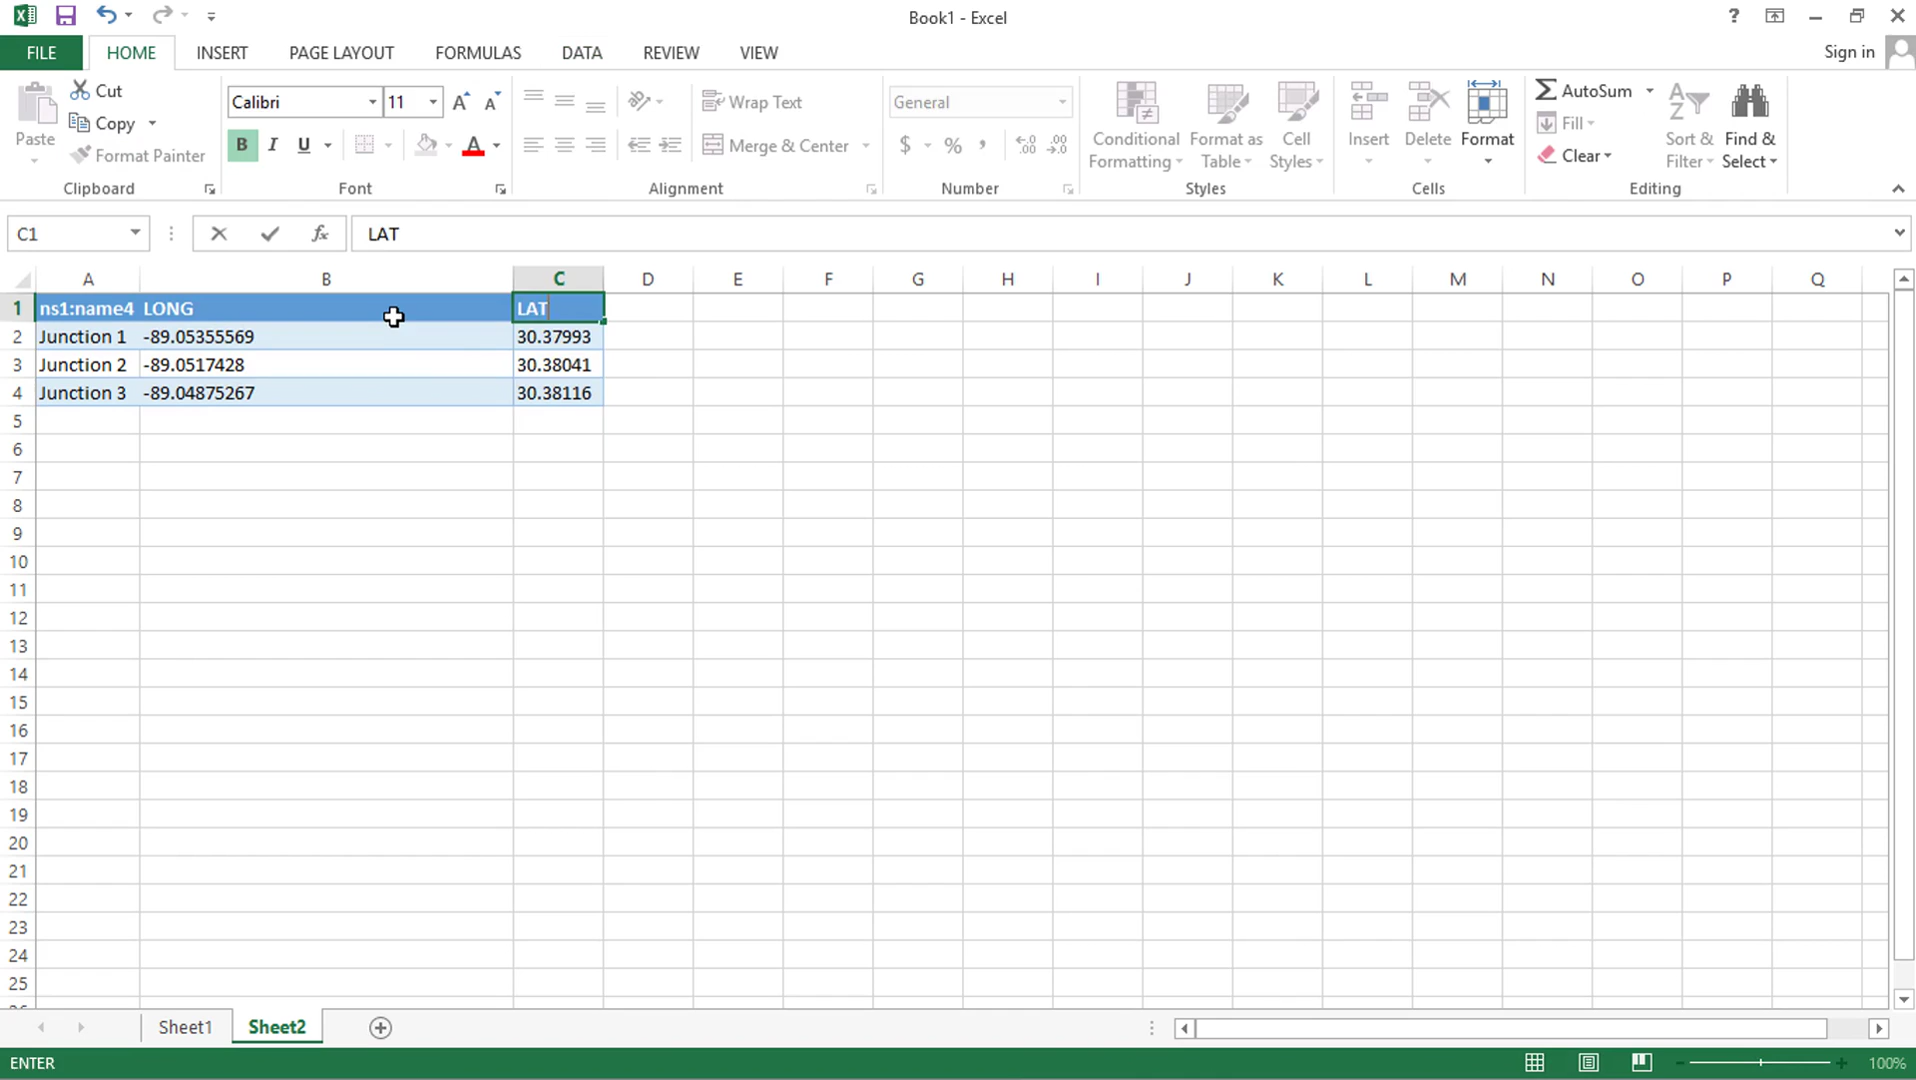 Book1 - Excel
?
FILE HOME INSERT PAGE LAYOUT FORMULAS DATA REVIEW VIEW Sign in
Paste Cut Copy Format Painter Clipboard
Calibri 11 A A
B I U A Font
Wrap Text
Merge & Center
Alignment
General
$ % , .0 .00
Number
Conditional Formatting Format as Table Cell Styles
Styles
Insert Delete Format
Cells
AutoSum
Fill
Clear
Sort & Filter Find & Select
Editing
C1 fx LAT
A B C D E F G H I J K L M N O P Q
1 ns1:name4 LONG LAT
2 Junction 1 -89.05355569 30.37993
3 Junction 2 -89.0517428 30.38041
4 Junction 3 -89.04875267 30.38116
5
6
7
8
9
10
11
12
13
14
15
16
17
18
19
20
21
22
23
24
25
Sheet1 Sheet2
ENTER 100%